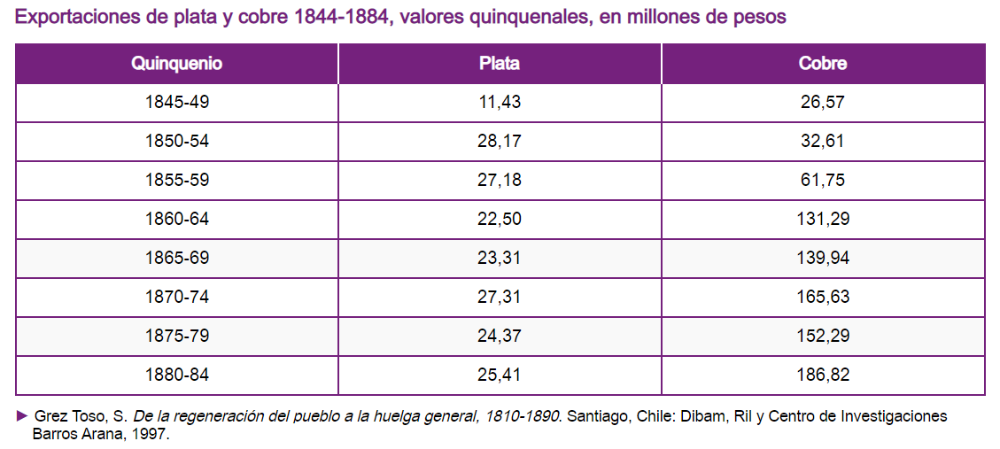 Exportaciones de plata y cobre 1844-1884, valores quinquenales, en millones de pesos
Quinquenio Plata Cobre
1845-49 11,43 26,57
1850-54 28,17 32,61
1855-59 27,18 61,75
1860-64 22,50 131,29
1865-69 23,31 139,94
1870-74 27,31 165,63
1875-79 24,37 152,29
1880-84 25,41 186,82
► Grez Toso, S. De la regeneración del pueblo a la huelga general, 1810-1890. Santiago, Chile: Dibam, Ril y Centro de Investigaciones
Barros Arana, 1997.